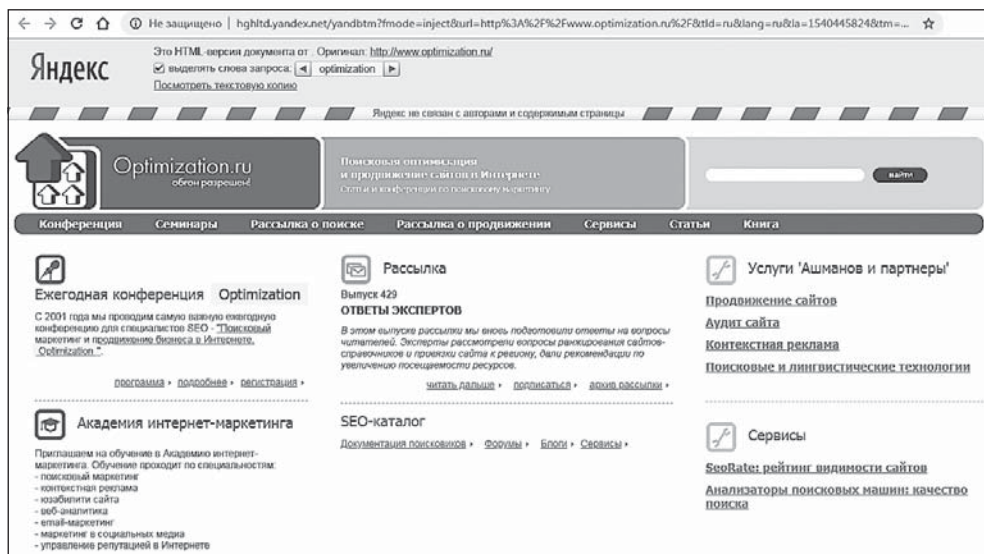 Не защищено | hghltd.yandex.net/yandbtm?fmode=inject&url=http%3A%2F%2Fwww.optimization.ru%2F&tld=ru&lang=ru&la=1540445824&tm=...
Яндекс
Это HTML-версия документа от . Оригинал: http://www.optimization.ru/
выделять слова запроса: optimization
Посмотреть текстовую копию
Яндекс не связан с авторами и содержимым страницы
Optimization.ru
обгон разрешен!
Поисковая оптимизация
и продвижение сайтов в Интернете
Статьи и конференции по поисковому маркетингу
найти
Конференция Семинары Рассылка о поиске Рассылка о продвижении Сервисы Статьи Книга
Ежегодная конференция Optimization
С 2001 года мы проводим самую важную ежегодную
конференцию для специалистов SEO - "Поисковый
маркетинг и продвижение бизнеса в Интернете.
Optimization ".
программа подробнее регистрация
Академия интернет-маркетинга
Приглашаем на обучение в Академию интернет-
маркетинга. Обучение проходит по специальностям:
- поисковый маркетинг
- контекстная реклама
- юзабилити сайта
- веб-аналитика
- email-маркетинг
- маркетинг в социальных медиа
- управление репутацией в Интернете
Рассылка
Выпуск 429
ОТВЕТЫ ЭКСПЕРТОВ
В этом выпуске рассылки мы вновь подготовили ответы на вопросы
читателей. Эксперты рассмотрели вопросы ранжирования сайтов-
справочников и привязки сайта к региону, дали рекомендации по
увеличению посещаемости ресурсов.
читать дальше подписаться архив рассылки
SEO-каталог
Документация поисковиков Форумы Блоги Сервисы
Услуги 'Ашманов и партнеры'
Продвижение сайтов
Аудит сайта
Контекстная реклама
Поисковые и лингвистические технологии
Сервисы
SeoRate: рейтинг видимости сайтов
Анализаторы поисковых машин: качество
поиска